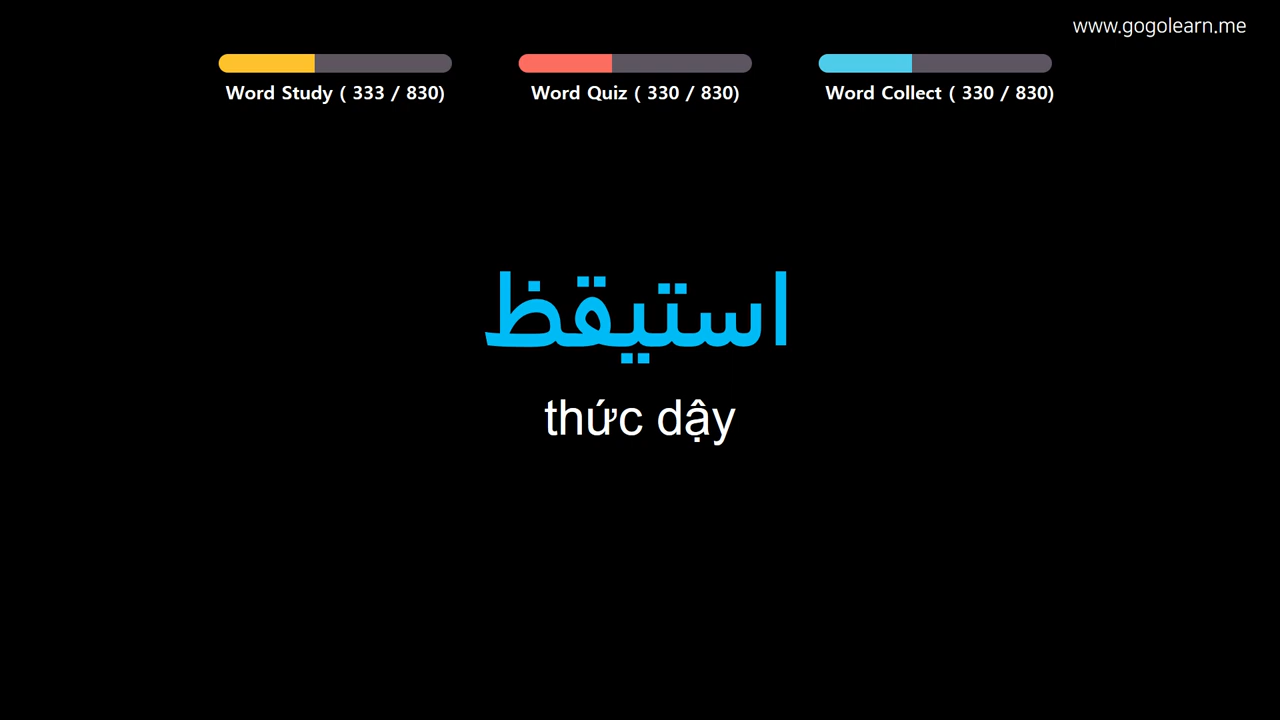 www.gogolearn.me
Word Study ( 333 / 830)
Word Quiz ( 330 / 830)
Word Collect ( 330 / 830)
استيقظ
thức dậy